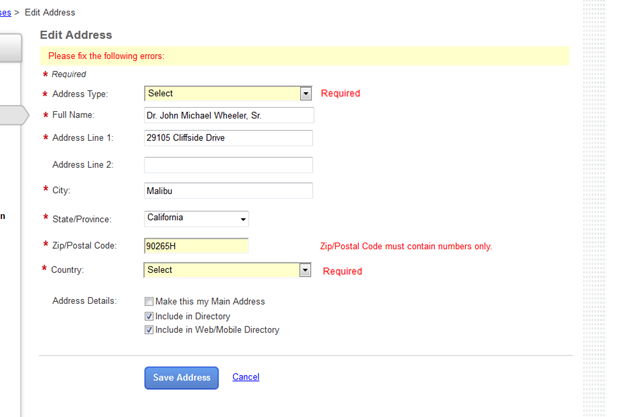 ses > Edit Address
Edit Address
Please fix the following errors:
* Required
* Address Type: Select Required
* Full Name: Dr. John Michael Wheeler, Sr.
* Address Line 1: 29105 Cliffside Drive
Address Line 2:
* City: Malibu
n
* State/Province: California
* Zip/Postal Code: 90265H Zip/Postal Code must contain numbers only.
* Country: Select Required
Address Details: Make this my Main Address
Include in Directory
Include in Web/Mobile Directory
Save Address Cancel